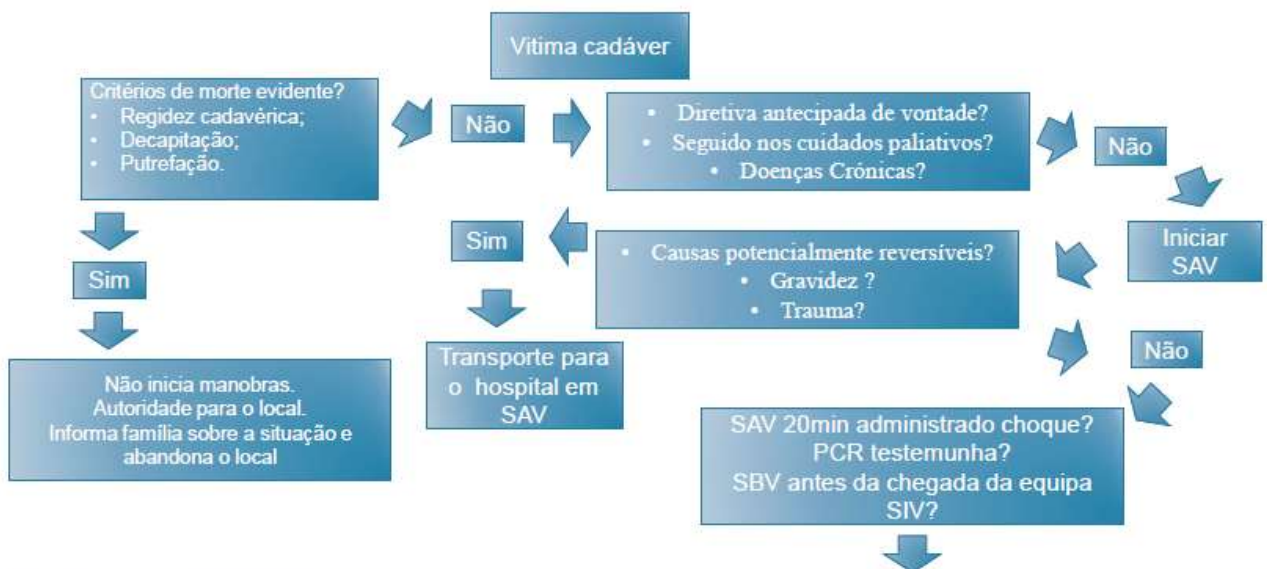 Vitima cadáver
Critérios de morte evidente?
• Regidez cadavérica;
• Decapitação;
• Putrefação.
Não
• Diretiva antecipada de vontade?
• Seguido nos cuidados paliativos?
• Doenças Crónicas?
Não
Iniciar
SAV
Sim
• Causas potencialmente reversíveis?
• Gravidez ?
• Trauma?
Sim
Não
Transporte para
o hospital em
SAV
Não inicia manobras.
Autoridade para o local.
Informa família sobre a situação e
abandona o local
SAV 20min administrado choque?
PCR testemunha?
SBV antes da chegada da equipa
SIV?